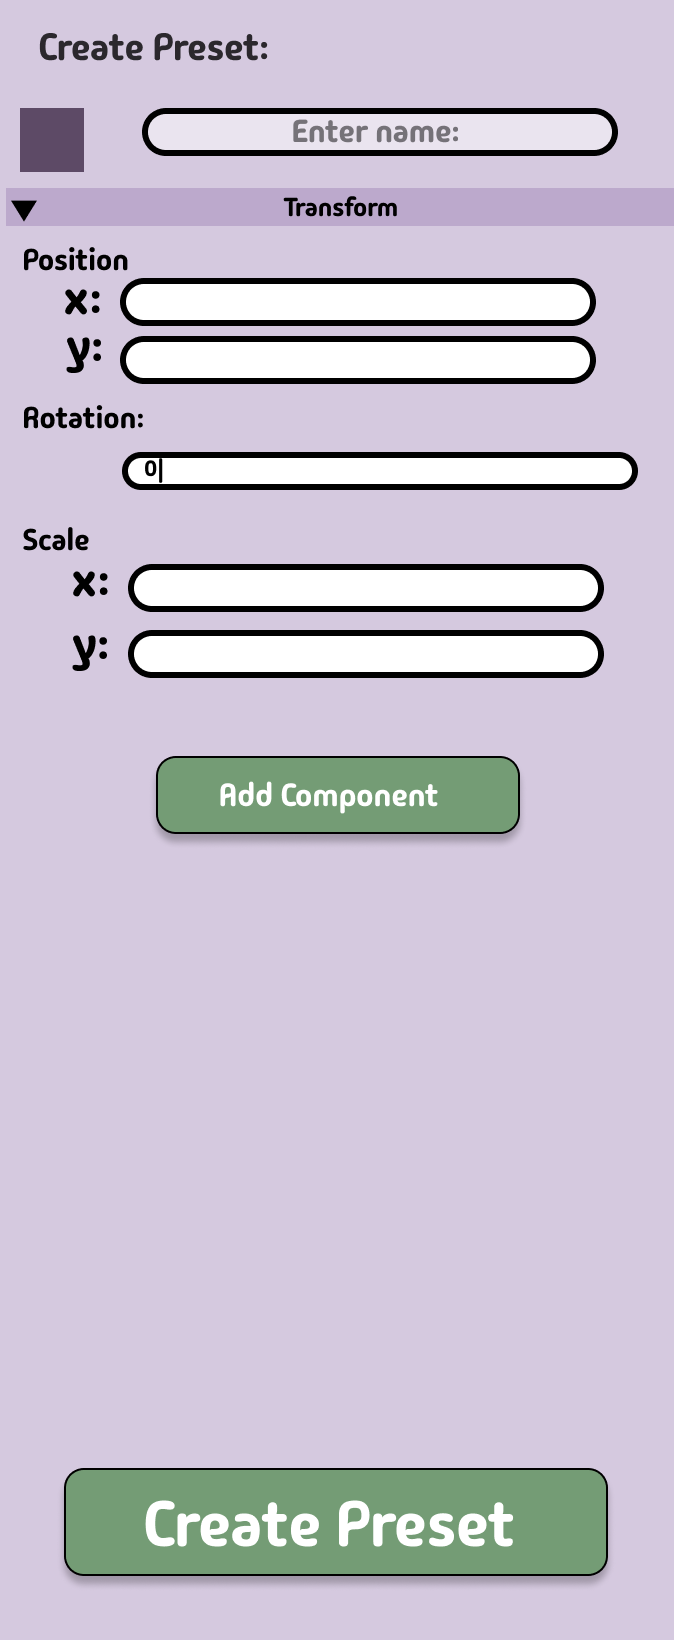 Create Preset:
Enter name:
Transform
Position
x:
y:
Rotation:
0
Scale
x:
y:
Add Component
Create Preset